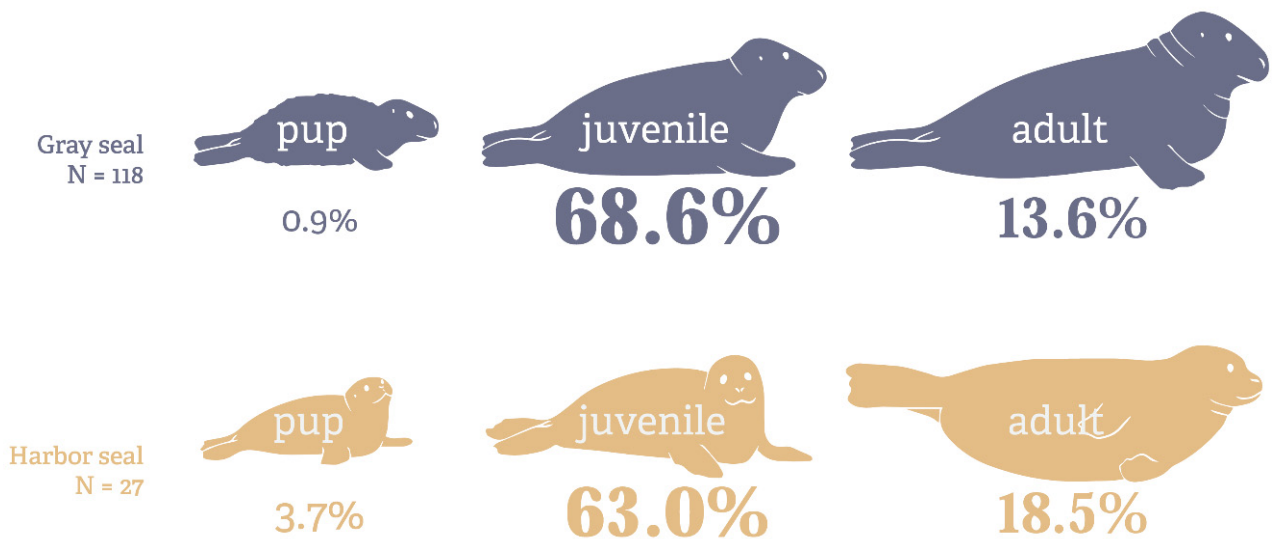 Gray seal
N = 118
pup
juvenile
adult
0.9%
68.6%
13.6%
Harbor seal
N = 27
pup
juvenile
adult
3.7%
63.0%
18.5%